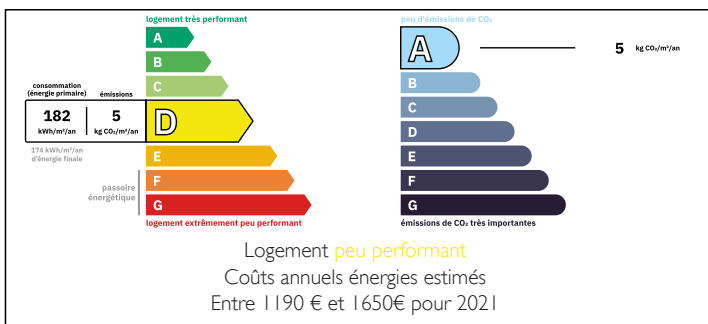 logement très performant
A
B
C
consommation
(énergie primaire)
émissions
182
kWh/m²/an
5
kg CO₂/m²/an
D
174 kWh/m²/an
d'énergie finale
E
F
G
passoire
énergétique
logement extrêmement peu performant
peu d'émissions de CO₂
A
5 kg CO₂/m²/an
B
C
D
E
F
G
émissions de CO₂ très importantes
Logement peu performant
Coûts annuels énergies estimés
Entre 1190 € et 1650€ pour 2021